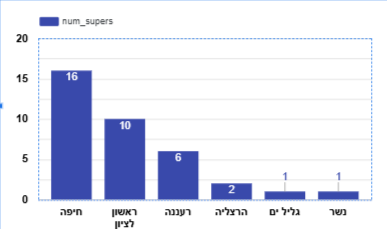 num_supers
20
15
10
5
0
16
10
6
2
1
1
חיפה
ראשון
לציון
רעננה
הרצליה
גליל ים
נשר